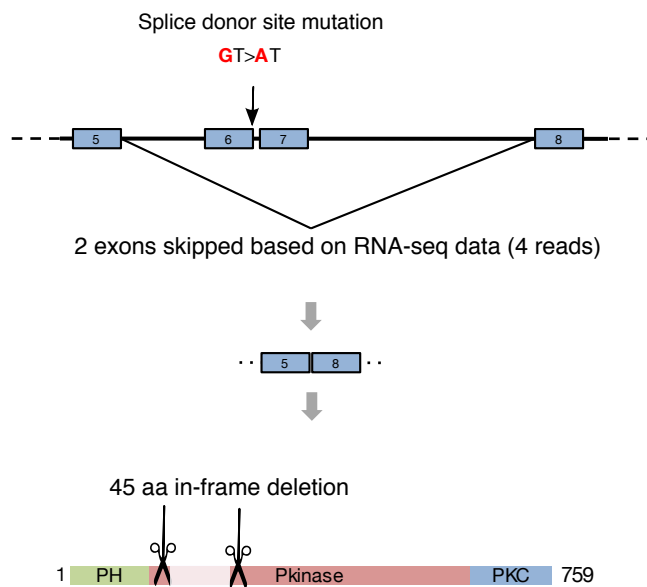 Splice donor site mutation
GT>AT
5 6 7 8
2 exons skipped based on RNA-seq data (4 reads)
·· 5 8 ··
45 aa in-frame deletion
1 PH Pkinase PKC 759